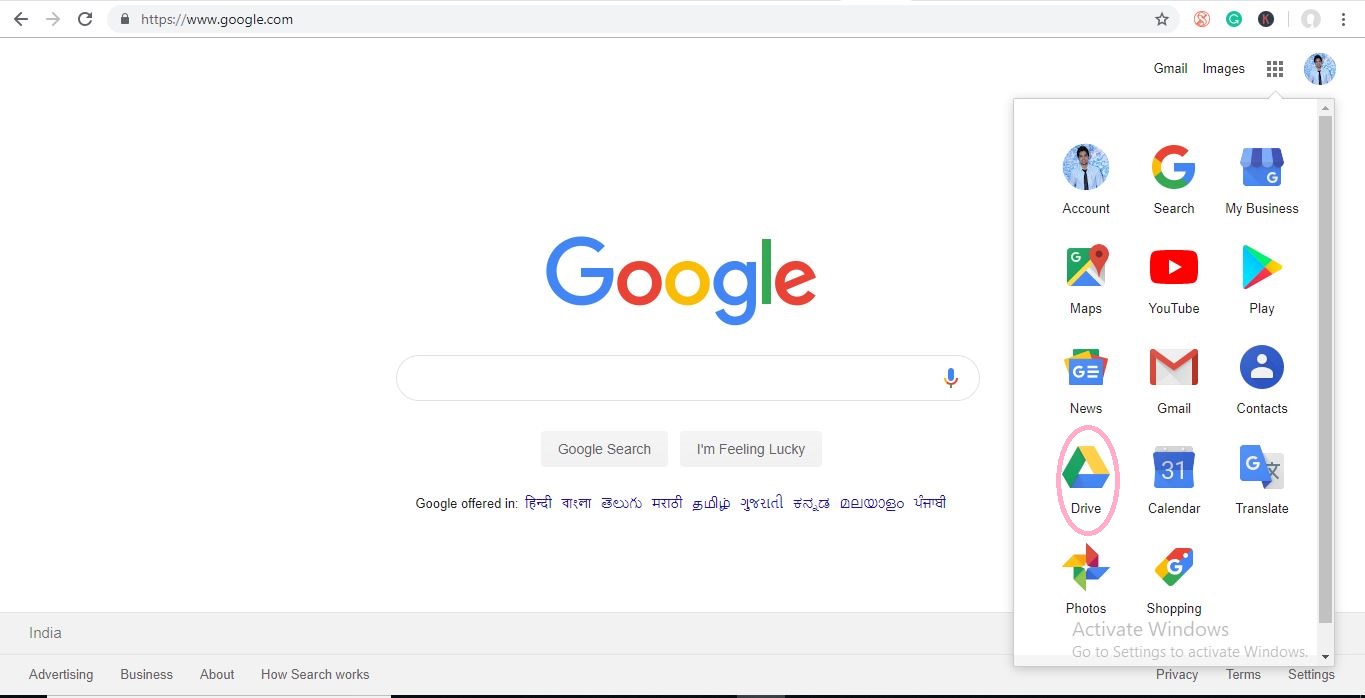 https://www.google.com
K
Gmail Images
Account Search My Business
G
G
Maps YouTube Play
Google
G
News Gmail Contacts
Google Search I'm Feeling Lucky
31
G
Drive Calendar Translate
Google offered in: हिन्दी বাংলা తెలుగు मराठी தமிழ் ગુજરાતી ಕನ್ನಡ മലയാളം ਪੰਜਾਬੀ
G
Photos Shopping
Activate Windows
Go to Settings to activate Windows.
India
Advertising Business About How Search works Privacy Terms Settings